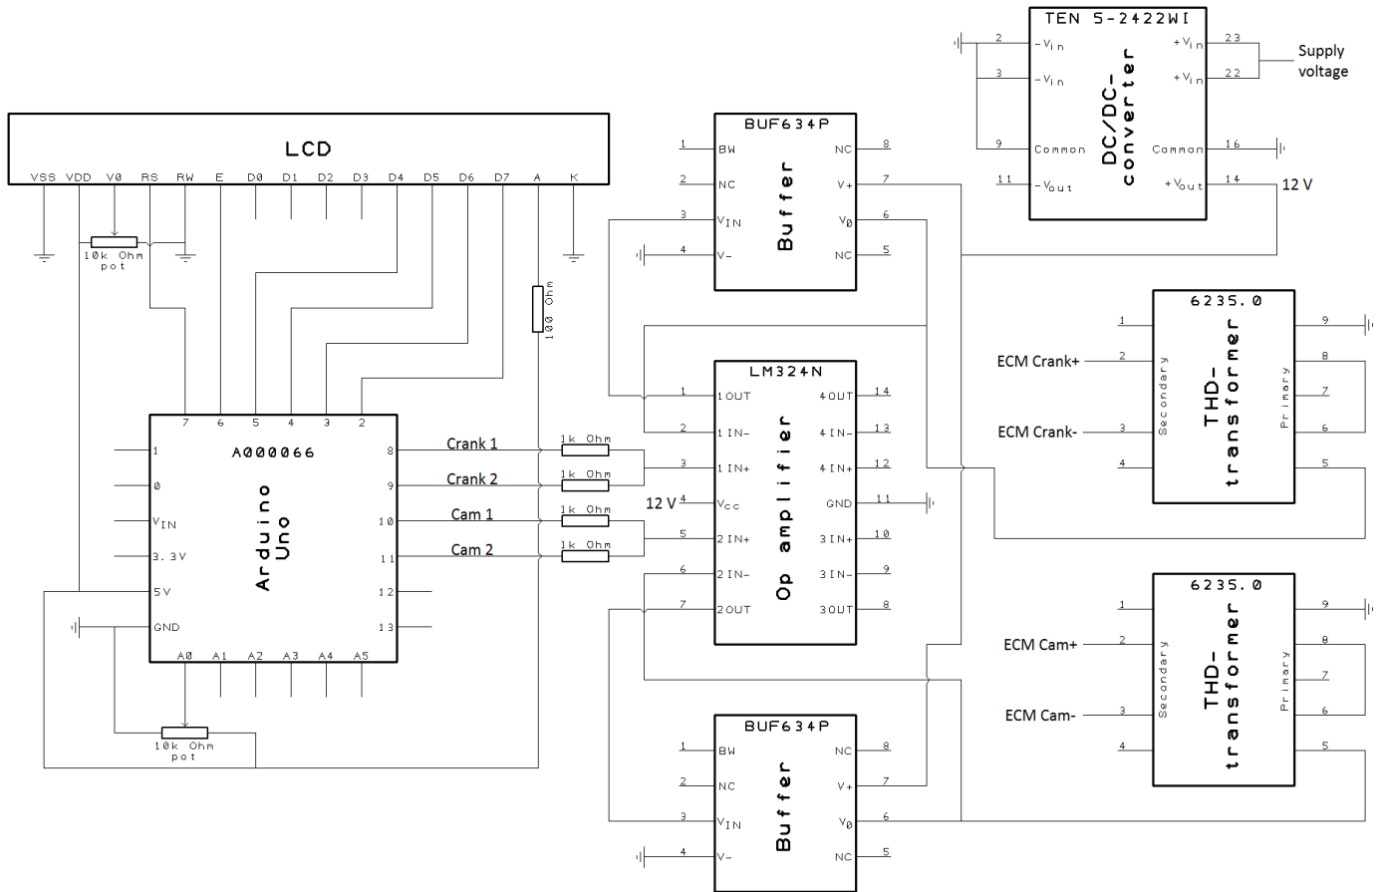 TEN 5-2422WI
2 -Vin +Vin 23
3 -Vin +Vin 22
Supply
voltage
DC/DC-
converter
9 Common Common 16
11 -Vout +Vout 14 12 V
LCD
VSS VDD V0 RS RW E D0 D1 D2 D3 D4 D5 D6 D7 A K
10k Ohm
pot
100 Ohm
BUF634P
Buffer
1 BW NC 8
2 NC V+ 7
3 VIN V0 6
4 V- NC 5
6235.0
THD-
transformer
Secondary
Primary
1 9
ECM Crank+ 2 8
7
ECM Crank- 3 6
4 5
LM324N
Op amplifier
1 1OUT 4OUT 14
2 1IN- 4IN- 13
3 1IN+ 4IN+ 12
12 V 4 Vcc GND 11
5 2IN+ 3IN+ 10
6 2IN- 3IN- 9
7 2OUT 3OUT 8
7 6 5 4 3 2
A000066
Arduino
Uno
1 8 Crank 1 1k Ohm
0 9 Crank 2 1k Ohm
VIN 10 Cam 1 1k Ohm
3.3V 11 Cam 2 1k Ohm
5V 12
GND 13
A0 A1 A2 A3 A4 A5
10k Ohm
pot
6235.0
THD-
transformer
Secondary
Primary
1 9
ECM Cam+ 2 8
7
ECM Cam- 3 6
4 5
BUF634P
Buffer
1 BW NC 8
2 NC V+ 7
3 VIN V0 6
4 V- NC 5